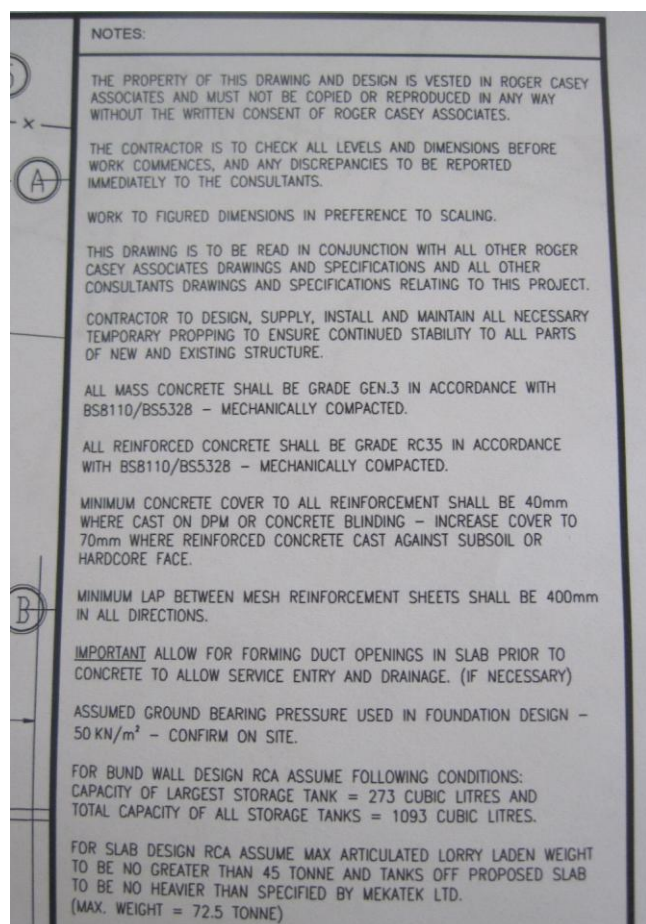 NOTES:
THE PROPERTY OF THIS DRAWING AND DESIGN IS VESTED IN ROGER CASEY
ASSOCIATES AND MUST NOT BE COPIED OR REPRODUCED IN ANY WAY
WITHOUT THE WRITTEN CONSENT OF ROGER CASEY ASSOCIATES.
THE CONTRACTOR IS TO CHECK ALL LEVELS AND DIMENSIONS BEFORE
WORK COMMENCES, AND ANY DISCREPANCIES TO BE REPORTED
IMMEDIATELY TO THE CONSULTANTS.
WORK TO FIGURED DIMENSIONS IN PREFERENCE TO SCALING.
THIS DRAWING IS TO BE READ IN CONJUNCTION WITH ALL OTHER ROGER
CASEY ASSOCIATES DRAWINGS AND SPECIFICATIONS AND ALL OTHER
CONSULTANTS DRAWINGS AND SPECIFICATIONS RELATING TO THIS PROJECT.
CONTRACTOR TO DESIGN, SUPPLY, INSTALL AND MAINTAIN ALL NECESSARY
TEMPORARY PROPPING TO ENSURE CONTINUED STABILITY TO ALL PARTS
OF NEW AND EXISTING STRUCTURE.
ALL MASS CONCRETE SHALL BE GRADE GEN.3 IN ACCORDANCE WITH
BS8110/BS5328 – MECHANICALLY COMPACTED.
ALL REINFORCED CONCRETE SHALL BE GRADE RC35 IN ACCORDANCE
WITH BS8110/BS5328 – MECHANICALLY COMPACTED.
MINIMUM CONCRETE COVER TO ALL REINFORCEMENT SHALL BE 40mm
WHERE CAST ON DPM OR CONCRETE BLINDING – INCREASE COVER TO
70mm WHERE REINFORCED CONCRETE CAST AGAINST SUBSOIL OR
HARDCORE FACE.
MINIMUM LAP BETWEEN MESH REINFORCEMENT SHEETS SHALL BE 400mm
IN ALL DIRECTIONS.
IMPORTANT ALLOW FOR FORMING DUCT OPENINGS IN SLAB PRIOR TO
CONCRETE TO ALLOW SERVICE ENTRY AND DRAINAGE. (IF NECESSARY)
ASSUMED GROUND BEARING PRESSURE USED IN FOUNDATION DESIGN –
50 KN/m² – CONFIRM ON SITE.
FOR BUND WALL DESIGN RCA ASSUME FOLLOWING CONDITIONS:
CAPACITY OF LARGEST STORAGE TANK = 273 CUBIC LITRES AND
TOTAL CAPACITY OF ALL STORAGE TANKS = 1093 CUBIC LITRES.
FOR SLAB DESIGN RCA ASSUME MAX ARTICULATED LORRY LADEN WEIGHT
TO BE NO GREATER THAN 45 TONNE AND TANKS OFF PROPOSED SLAB
TO BE NO HEAVIER THAN SPECIFIED BY MEKATEK LTD.
(MAX. WEIGHT = 72.5 TONNE)
x
A
B